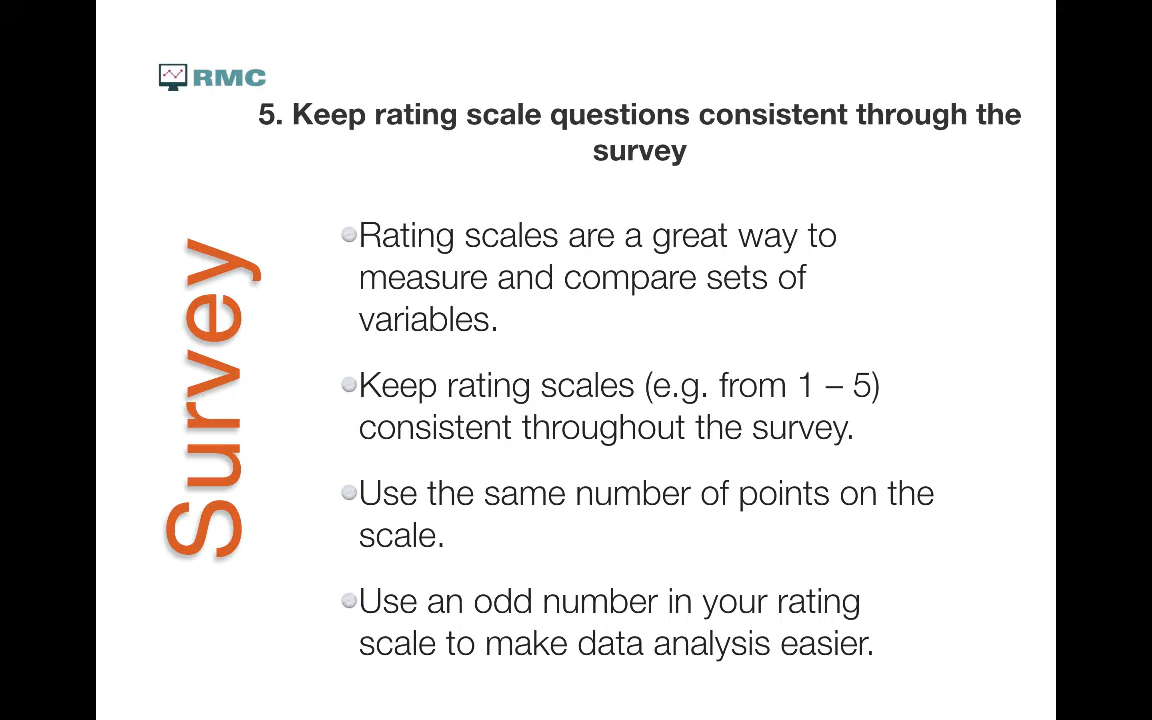 RMC
5. Keep rating scale questions consistent through the
survey
Survey
Rating scales are a great way to
measure and compare sets of
variables.
Keep rating scales (e.g. from 1 – 5)
consistent throughout the survey.
Use the same number of points on the
scale.
Use an odd number in your rating
scale to make data analysis easier.